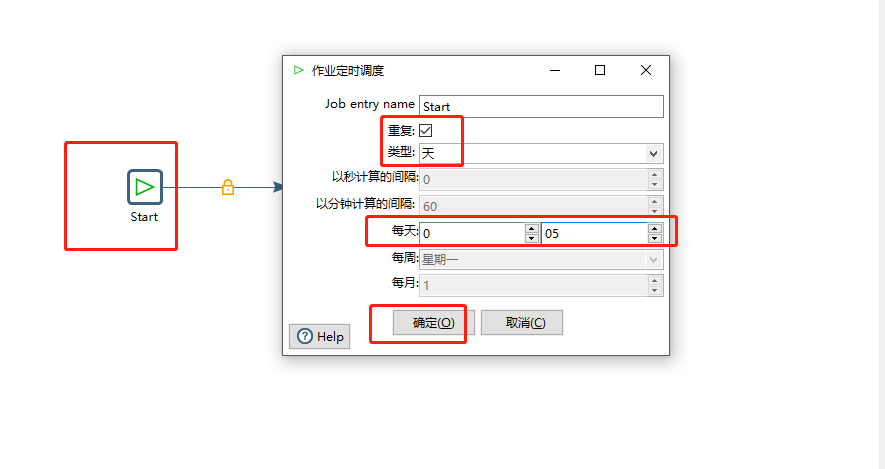 作业定时调度
Job entry name Start
重复:
类型: 天
以秒计算的间隔: 0
以分钟计算的间隔: 60
每天: 0 05
每周: 星期一
每月: 1
确定(O) 取消(C)
Help
Start